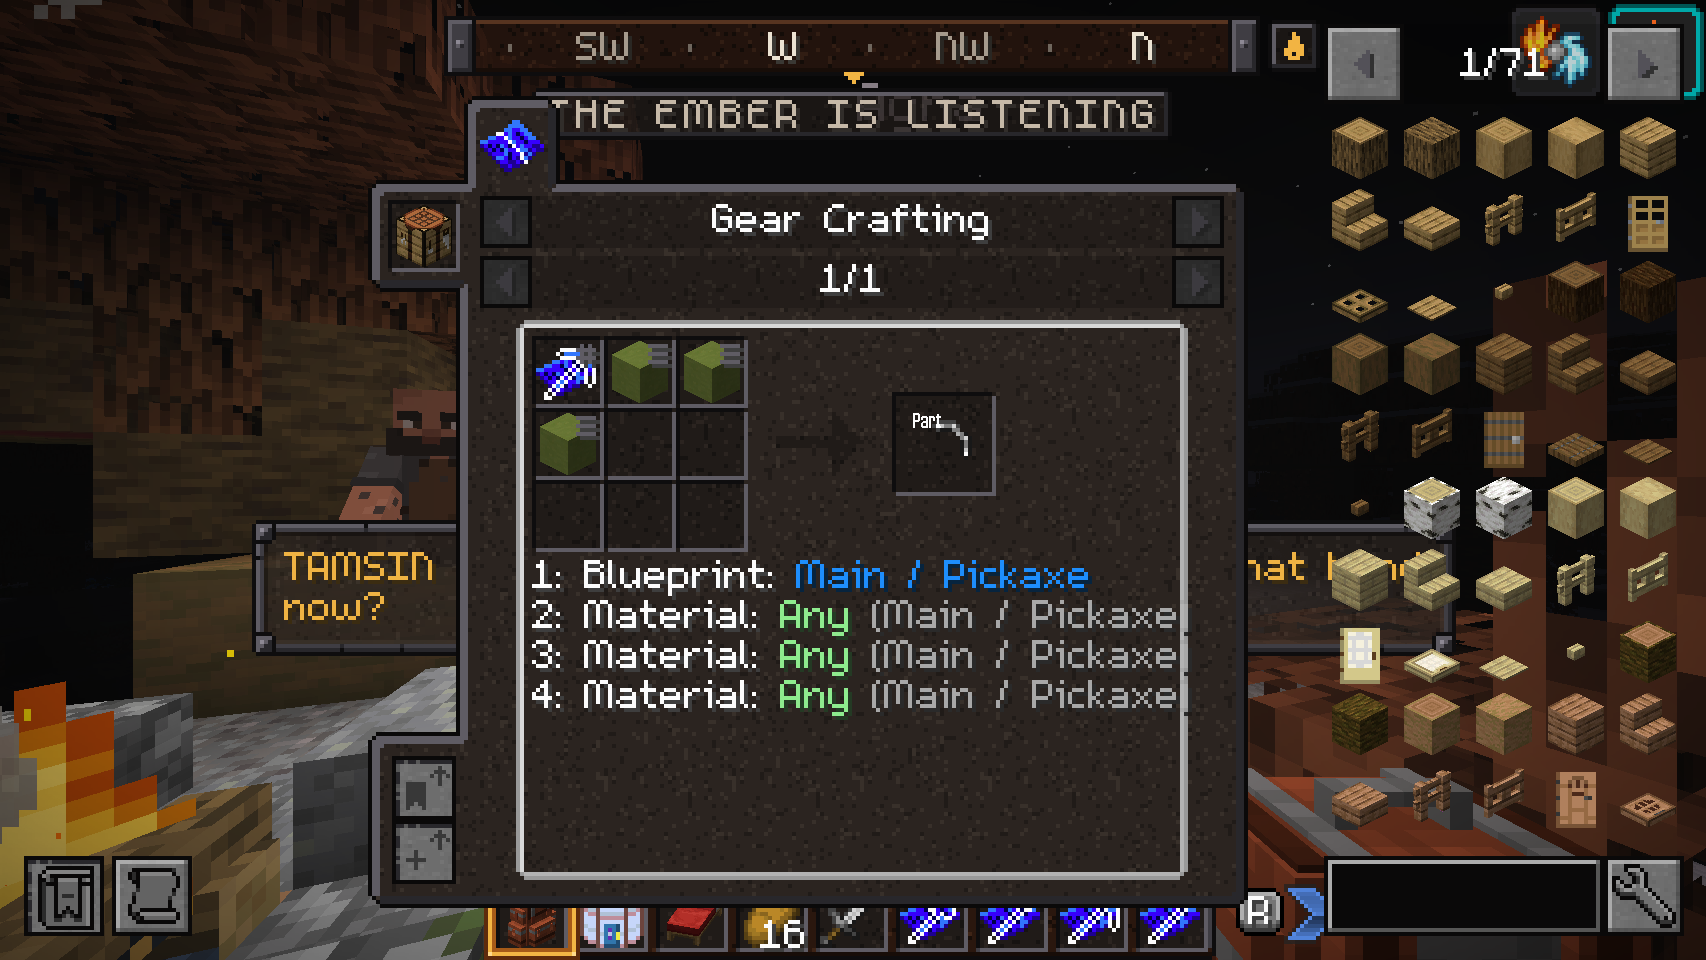 SW W NW N
1/71
THE EMBER IS LISTENING
Gear Crafting
1/1
Part
1: Blueprint: Main / Pickaxe
2: Material: Any (Main / Pickaxe
3: Material: Any (Main / Pickaxe
4: Material: Any (Main / Pickaxe
TAMSIN
now?
16
R